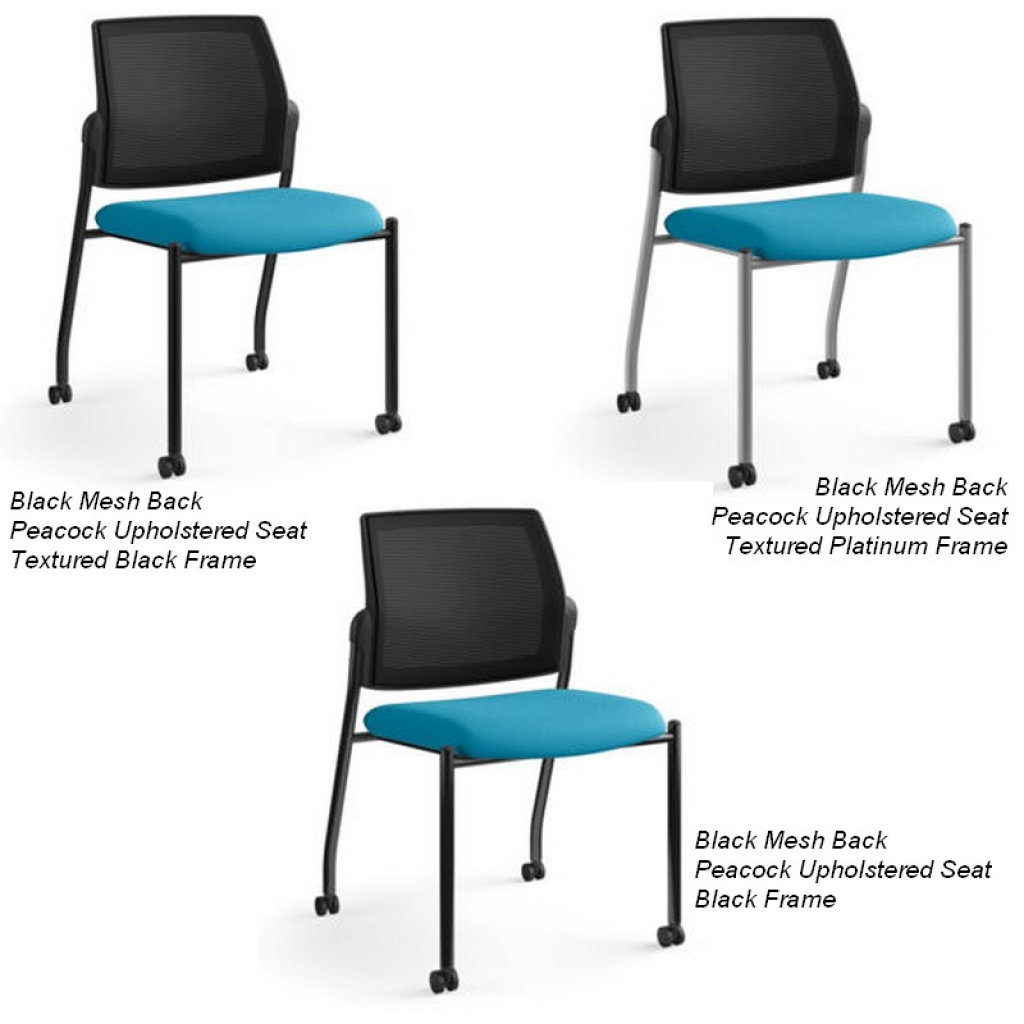 Black Mesh Back
Peacock Upholstered Seat
Textured Black Frame
Black Mesh Back
Peacock Upholstered Seat
Textured Platinum Frame
Black Mesh Back
Peacock Upholstered Seat
Black Frame